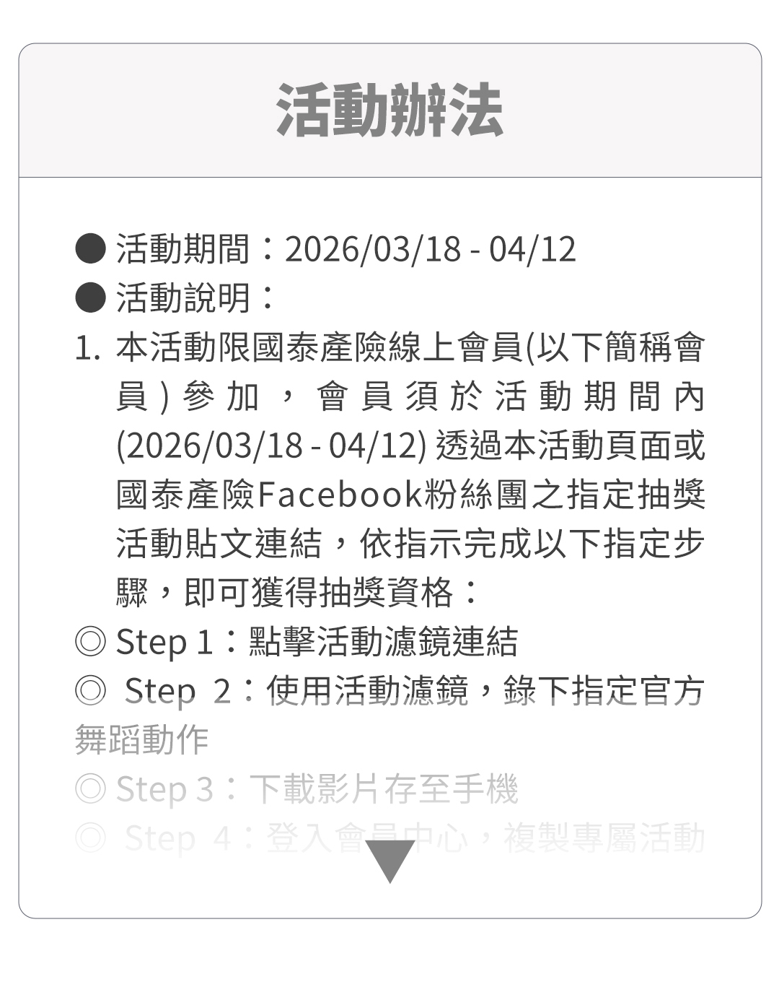 活動辦法
● 活動期間：2026/03/18 - 04/12
● 活動說明：
1. 本活動限國泰產險線上會員(以下簡稱會
員)參加，會員須於活動期間內
(2026/03/18 - 04/12) 透過本活動頁面或
國泰產險Facebook粉絲團之指定抽獎
活動貼文連結，依指示完成以下指定步
驟，即可獲得抽獎資格：
◎ Step 1：點擊活動濾鏡連結
◎ Step 2：使用活動濾鏡，錄下指定官方
舞蹈動作
◎ Step 3：下載影片存至手機
◎ Step 4：登入會員中心，複製專屬活動